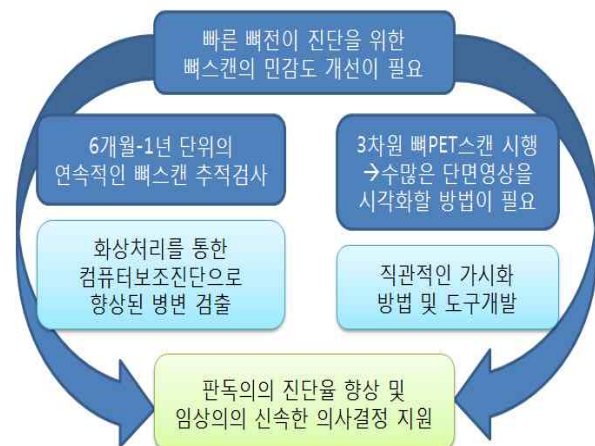 빠른 뼈전이 진단을 위한
뼈스캔의 민감도 개선이 필요
6개월-1년 단위의
연속적인 뼈스캔 추적검사
3차원 뼈PET스캔 시행
→수많은 단면영상을
시각화할 방법이 필요
화상처리를 통한
컴퓨터보조진단으로
향상된 병변 검출
직관적인 가시화
방법 및 도구개발
판독의의 진단율 향상 및
임상의의 신속한 의사결정 지원